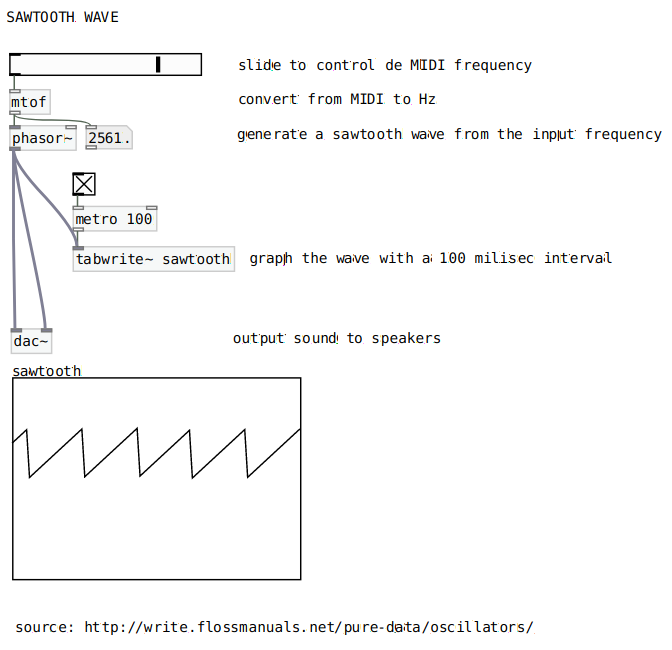 SAWTOOTH WAVE
slide to control de MIDI frequency
mtof
convert from MIDI to Hz
phasor~
2561.
generate a sawtooth wave from the input frequency
metro 100
tabwrite~ sawtooth
graph the wave with a 100 milisec interval
dac~
output sound to speakers
sawtooth
source: http://write.flossmanuals.net/pure-data/oscillators/